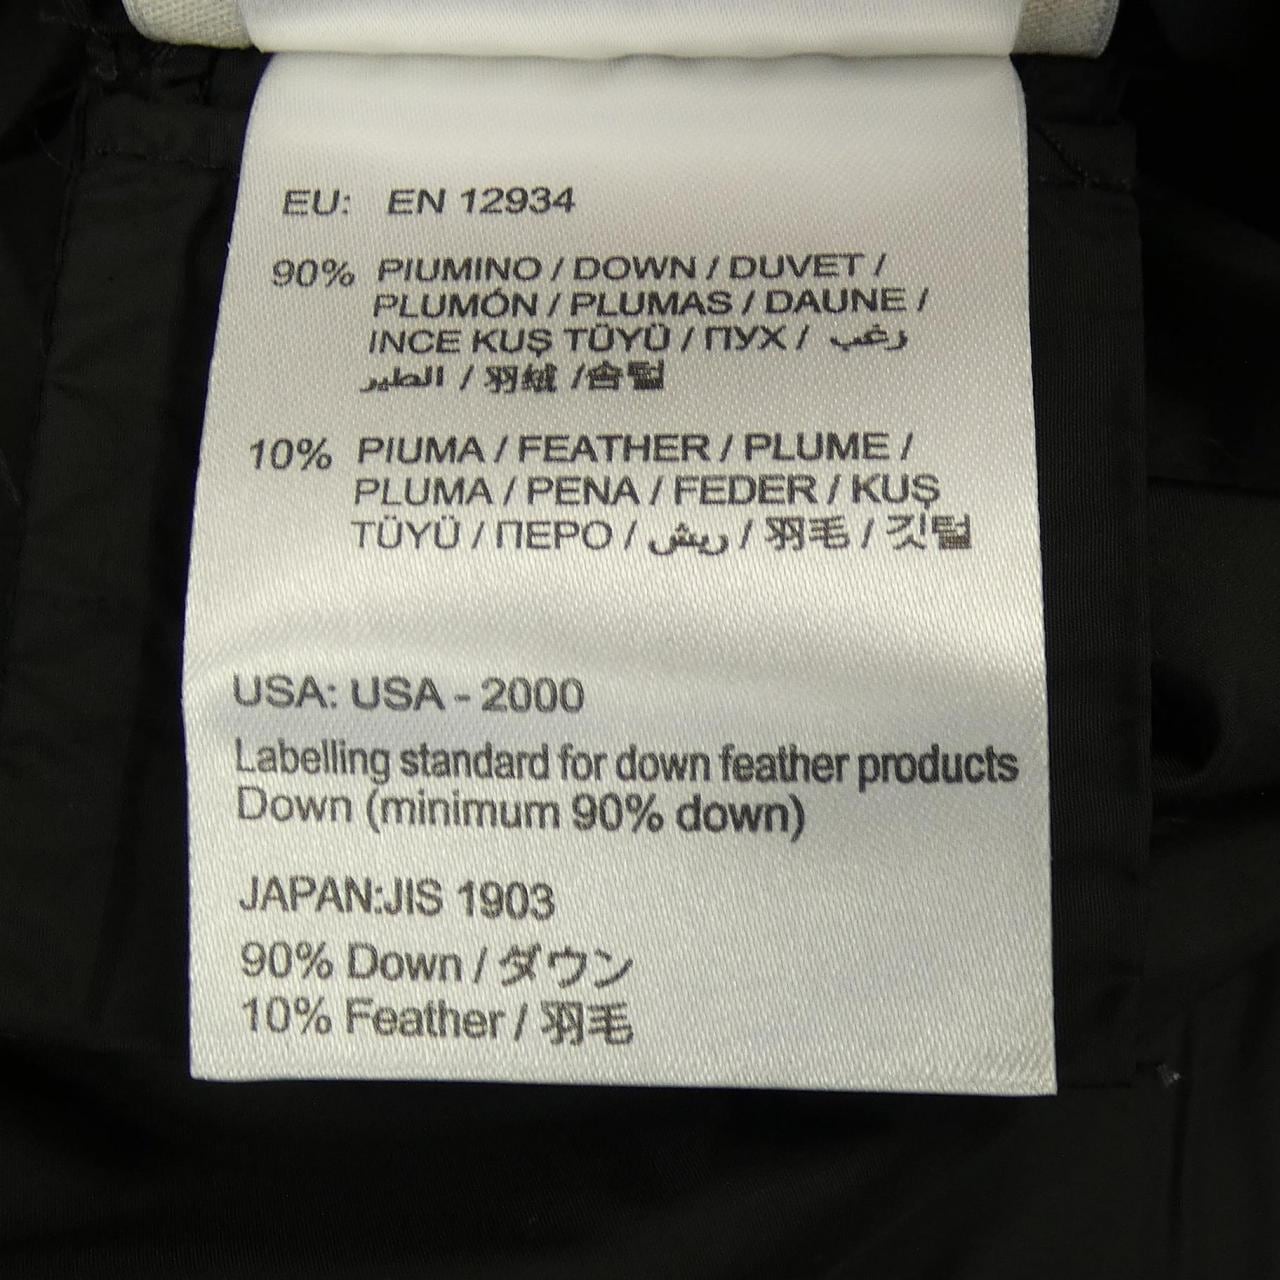 EU: EN 12934
90% PIUMINO / DOWN / DUVET /
PLUMÓN / PLUMAS / DAUNE /
INCE KUŞ TÜYÜ / ПУХ / زغب
الطير / 羽绒 /솜털
10% PIUMA / FEATHER / PLUME /
PLUMA / PENA / FEDER / KUŞ
TÜYÜ / ПЕРО / ريش / 羽毛 / 깃털
USA: USA - 2000
Labelling standard for down feather products
Down (minimum 90% down)
JAPAN:JIS 1903
90% Down / ダウン
10% Feather / 羽毛